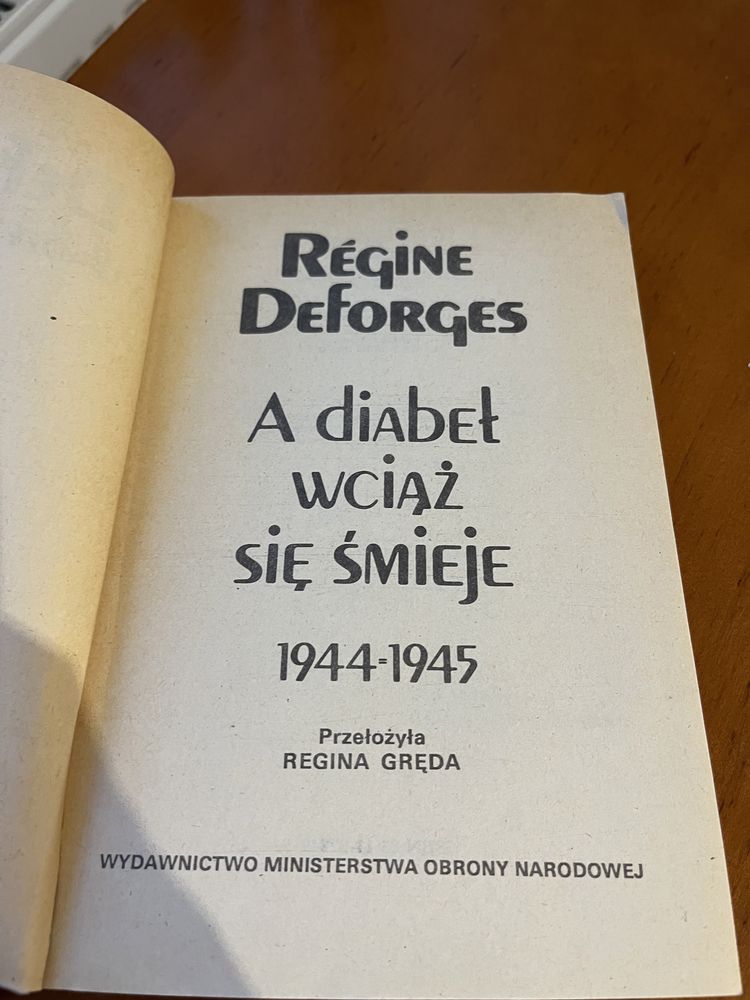 Régine
Deforges
A diabeł
wciąż
się śmieje
1944-1945
Przełożyła
REGINA GRĘDA
WYDAWNICTWO MINISTERSTWA OBRONY NARODOWEJ